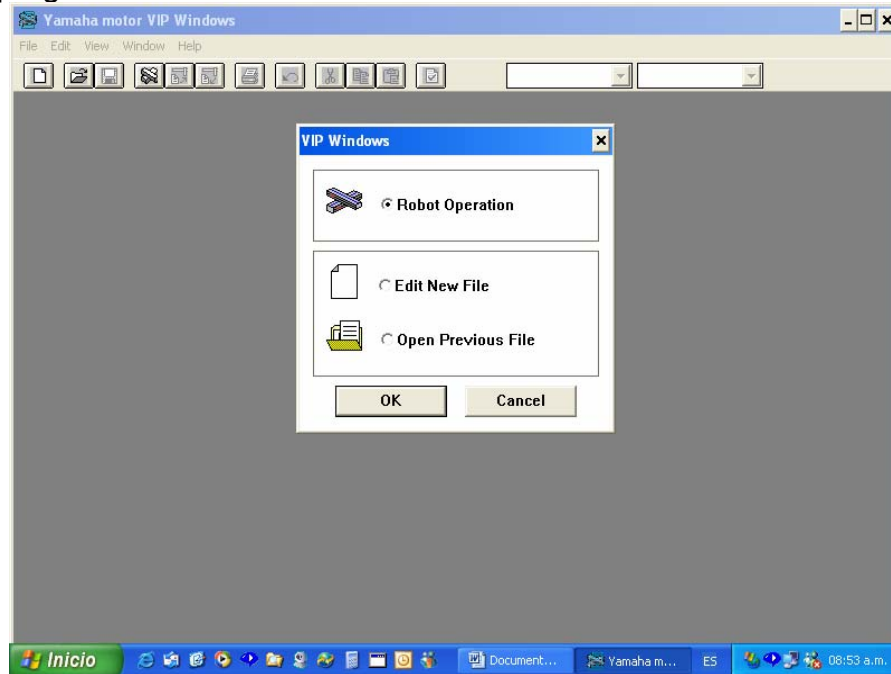 Yamaha motor VIP Windows
File Edit View Window Help
VIP Windows
Robot Operation
Edit New File
Open Previous File
OK Cancel
Inicio Document... Yamaha m... ES 08:53 a.m.